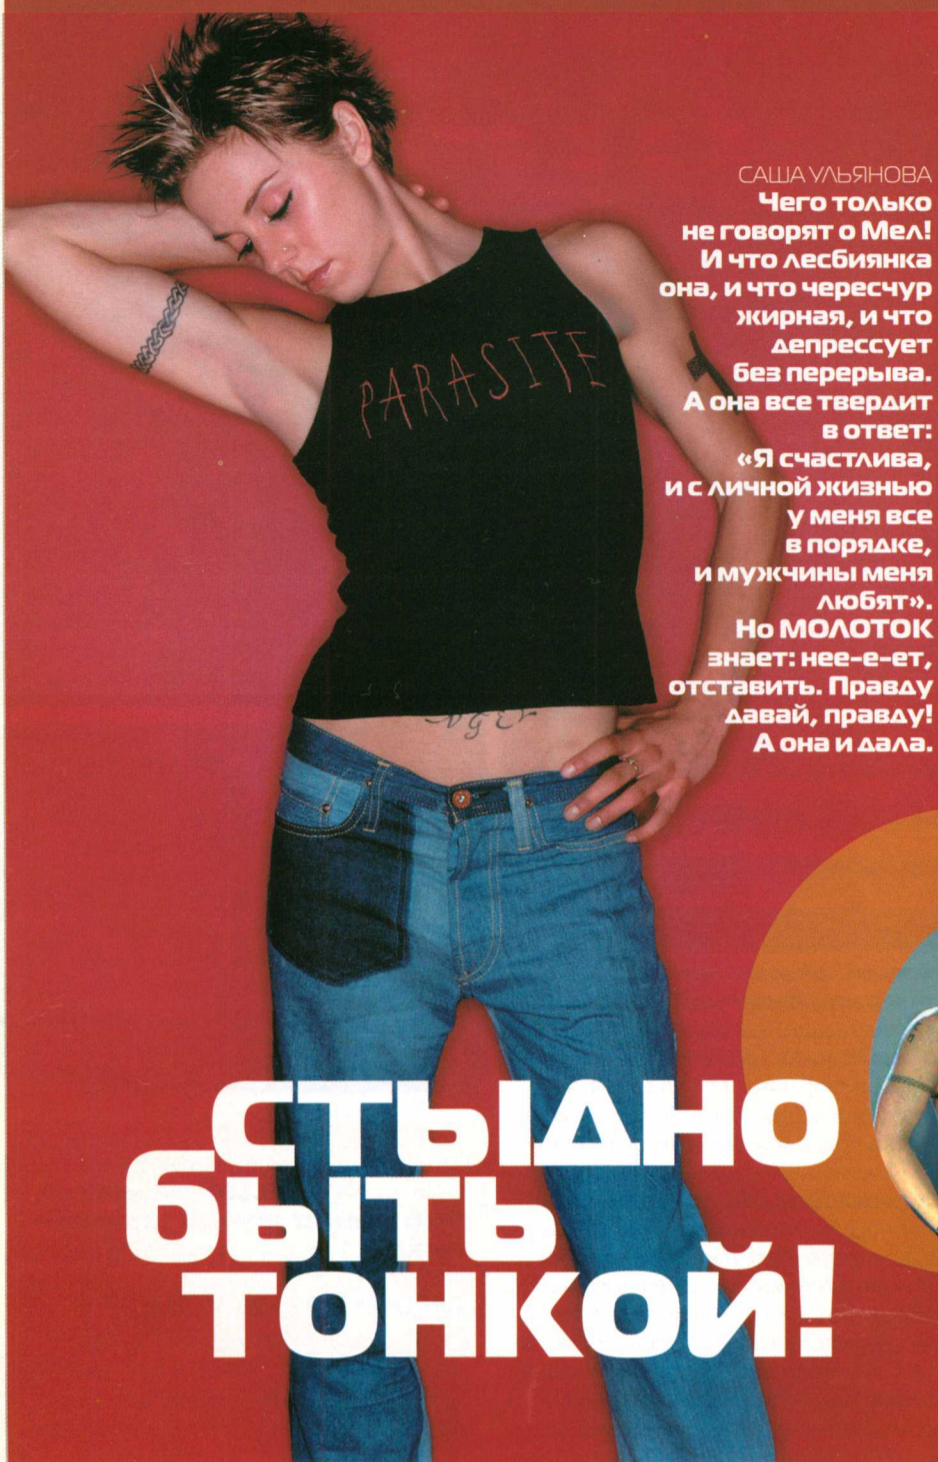 САША УЛЬЯНОВА
Чего только
не говорят о Мел!
И что лесбиянка
она, и что чересчур
жирная, и что
депрессует
без перерыва.
А она все твердит
в ответ:
«Я счастлива,
и с личной жизнью
у меня все
в порядке,
и мужчины меня
любят».
Но МОЛОТОК
знает: нее-е-ет,
отставить. Правду
давай, правду!
А она и дала.
PARASITE
СТЫДНО
БЫТЬ
ТОНКОЙ!